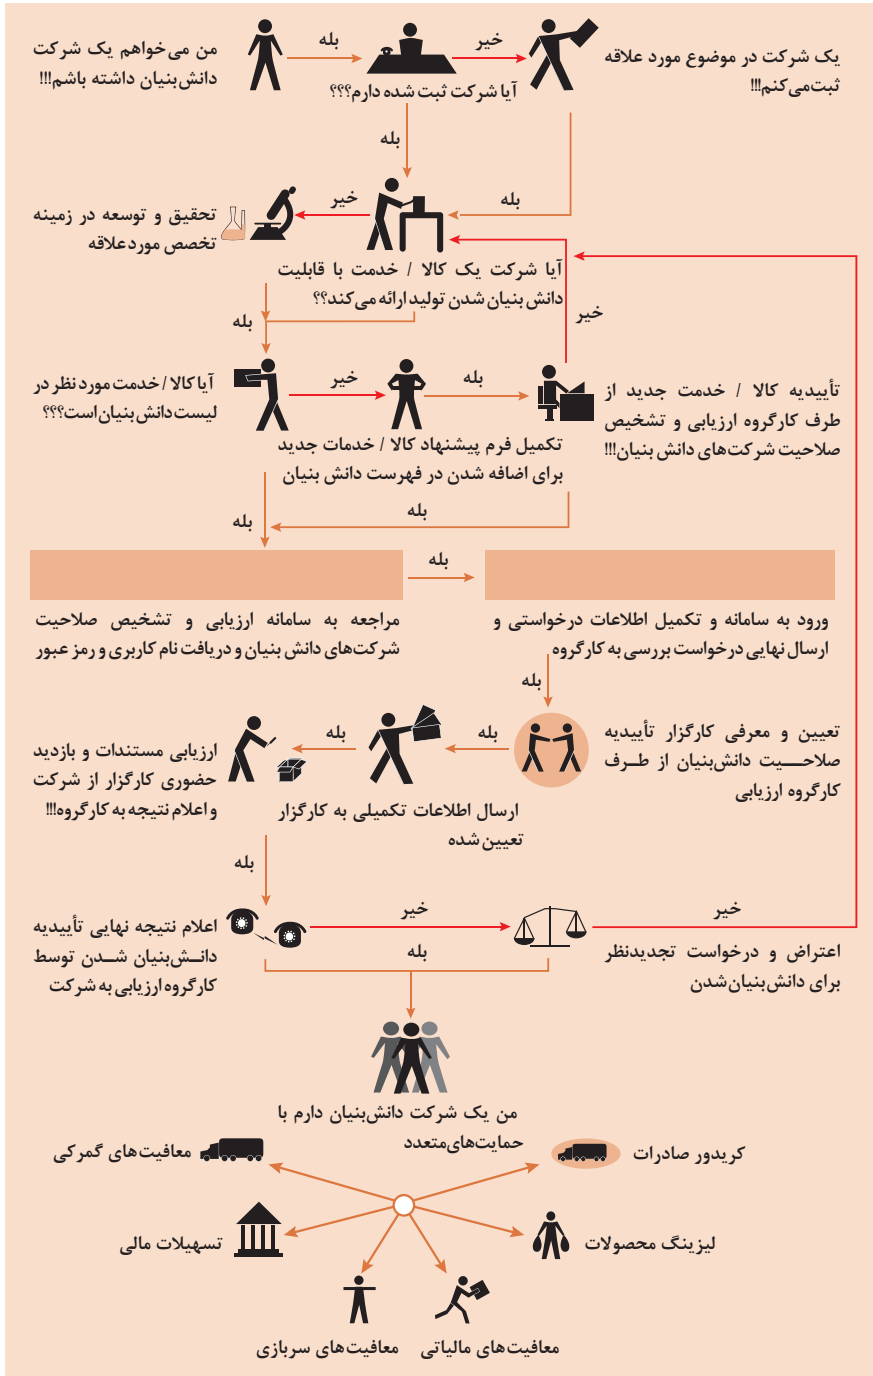 من می‌خواهم یک شرکت
دانش‌بنیان داشته باشم!!!
بله
آیا شرکت ثبت شده دارم؟؟؟
خیر
یک شرکت در موضوع مورد علاقه
ثبت‌می‌کنم!!!
بله
بله
خیر
تحقیق و توسعه در زمینه
تخصص موردعلاقه
آیا شرکت یک کالا / خدمت با قابلیت
دانش‌بنیان شدن تولید ارائه می‌کند؟؟
خیر
بله
آیا کالا / خدمت مورد نظر در
لیست دانش‌بنیان است؟؟؟
خیر
بله
تکمیل فرم پیشنهاد کالا / خدمات جدید
برای اضافه شدن در فهرست دانش بنیان
تأییدیه کالا / خدمت جدید از
طرف کارگروه ارزیابی و تشخیص
صلاحیت شرکت‌های دانش بنیان!!!
بله
بله
بله
مراجعه به سامانه ارزیابی و تشخیص صلاحیت
شرکت‌های دانش بنیان و دریافت نام کاربری و رمز عبور
ورود به سامانه و تکمیل اطلاعات درخواستی و
ارسال نهایی درخواست بررسی به کارگروه
بله
تعیین و معرفی کارگزار تأییدیه
صلاحیت دانش‌بنیان از طرف
کارگروه ارزیابی
بله
ارسال اطلاعات تکمیلی به کارگزار
تعیین‌شده
بله
ارزیابی مستندات و بازدید
حضوری کارگزار از شرکت
و اعلام نتیجه به کارگروه!!!
بله
اعلام نتیجه نهایی تأییدیه
دانش‌بنیان شدن توسط
کارگروه ارزیابی به شرکت
خیر
بله
خیر
اعتراض و درخواست تجدیدنظر
برای دانش‌بنیان‌شدن
من یک شرکت دانش‌بنیان دارم با
حمایت‌های‌متعدد
کریدور صادرات
معافیت‌های گمرکی
لیزینگ محصولات
تسهیلات مالی
معافیت‌های مالیاتی
معافیت‌های سربازی